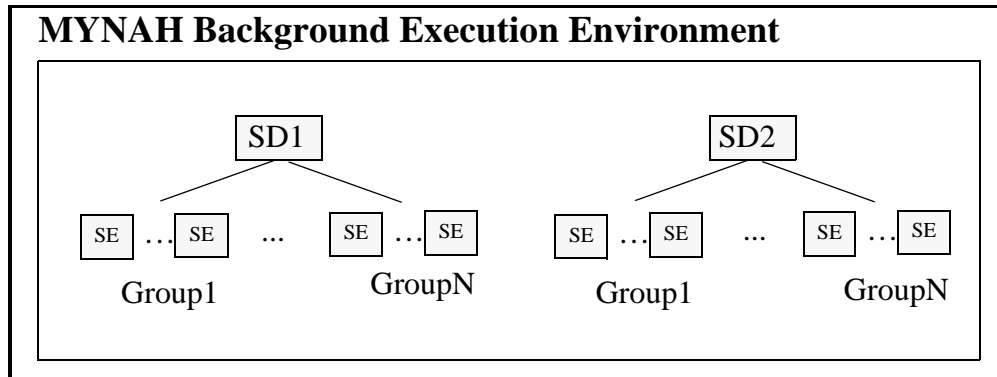 MYNAH Background Execution Environment
SD1 SD2
SE …SE ... SE …SE SE …SE ... SE …SE
Group1 GroupN Group1 GroupN